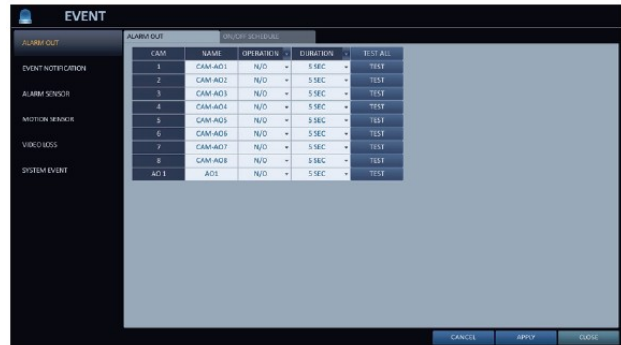 EVENT
ALARM OUT
EVENT NOTIFICATION
ALARM SENSOR
MOTION SENSOR
VIDEO LOSS
SYSTEM EVENT
ALARM OUT ON/OFF SCHEDULE
CAM NAME OPERATION DURATION TEST ALL
1 CAM-AO1 N/O 5 SEC TEST
2 CAM-AO2 N/O 5 SEC TEST
3 CAM-AO3 N/O 5 SEC TEST
4 CAM-AO4 N/O 5 SEC TEST
5 CAM-AO5 N/O 5 SEC TEST
6 CAM-AO6 N/O 5 SEC TEST
7 CAM-AO7 N/O 5 SEC TEST
8 CAM-AO8 N/O 5 SEC TEST
AO 1 AO1 N/O 5 SEC TEST
CANCEL APPLY CLOSE